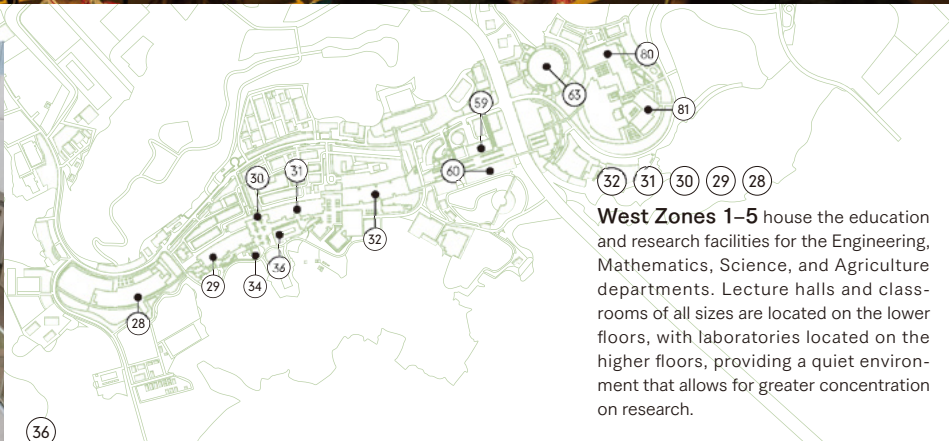 80
63
81
59
60
31
30
32
36
29
34
28
32 31 30 29 28
West Zones 1–5 house the education
and research facilities for the Engineering,
Mathematics, Science, and Agriculture
departments. Lecture halls and class-
rooms of all sizes are located on the lower
floors, with laboratories located on the
higher floors, providing a quiet environ-
ment that allows for greater concentration
on research.
36